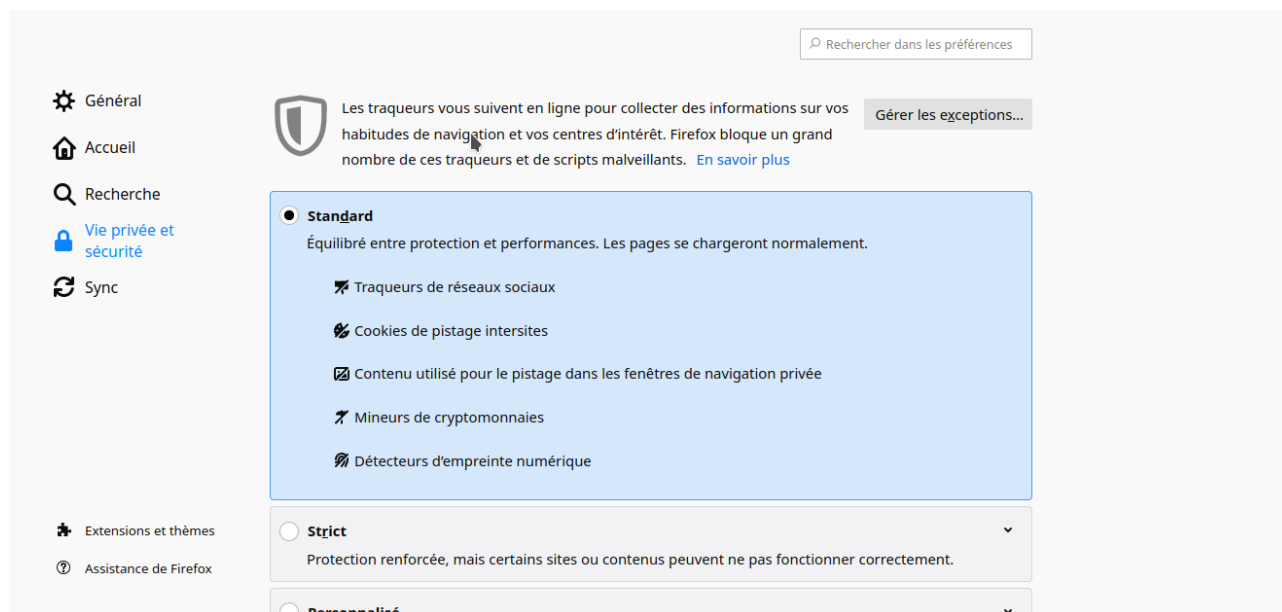 Rechercher dans les préférences
Général
Accueil
Recherche
Vie privée et
sécurité
Sync
Extensions et thèmes
Assistance de Firefox
Les traqueurs vous suivent en ligne pour collecter des informations sur vos
habitudes de navigation et vos centres d’intérêt. Firefox bloque un grand
nombre de ces traqueurs et de scripts malveillants. En savoir plus
Gérer les exceptions...
Standard
Équilibré entre protection et performances. Les pages se chargeront normalement.
Traqueurs de réseaux sociaux
Cookies de pistage intersites
Contenu utilisé pour le pistage dans les fenêtres de navigation privée
Mineurs de cryptomonnaies
Détecteurs d’empreinte numérique
Strict
Protection renforcée, mais certains sites ou contenus peuvent ne pas fonctionner correctement.
Personnalisé